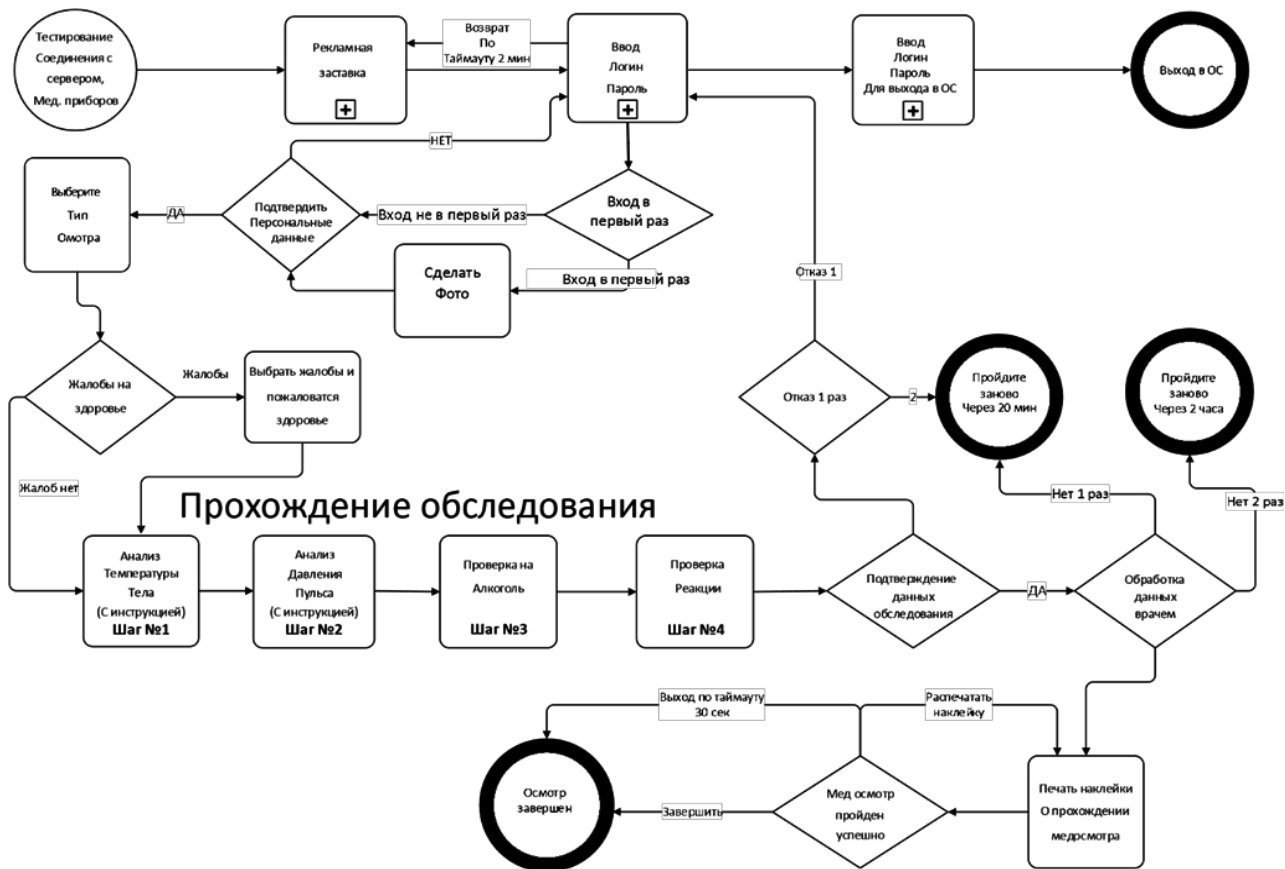 Тестирование
Соединения с
сервером,
Мед. приборов
Рекламная
заставка
Возврат
По
Таймауту 2 мин
Ввод
Логин
Пароль
Ввод
Логин
Пароль
Для выхода в ОС
Выход в ОС
НЕТ
Выберите
Тип
Омотра
ДА
Подтвердить
Персональные
данные
Вход не в первый раз
Вход в
первый раз
Сделать
Фото
Вход в первый раз
Отказ 1
Жалобы на
здоровье
Жалобы
Выбрать жалобы и
пожаловатся
здоровье
Отказ 1 раз
2
Пройдите
заново
Через 20 мин
Пройдите
заново
Через 2 часа
Жалоб нет
Нет 1 раз
Нет 2 раз
Прохождение обследования
Анализ
Температуры
Тела
(С инструкцией)
Шаг №1
Анализ
Давления
Пульса
(С инструкцией)
Шаг №2
Проверка на
Алкоголь
Шаг №3
Проверка
Реакции
Шаг №4
Подтверждение
данных
обследования
ДА
Обработка
данных
врачем
Выход по таймауту
30 сек
Распечатать
наклейку
Осмотр
завершен
Завершить
Мед осмотр
пройден
успешно
Печать наклейки
О прохождении
медосмотра